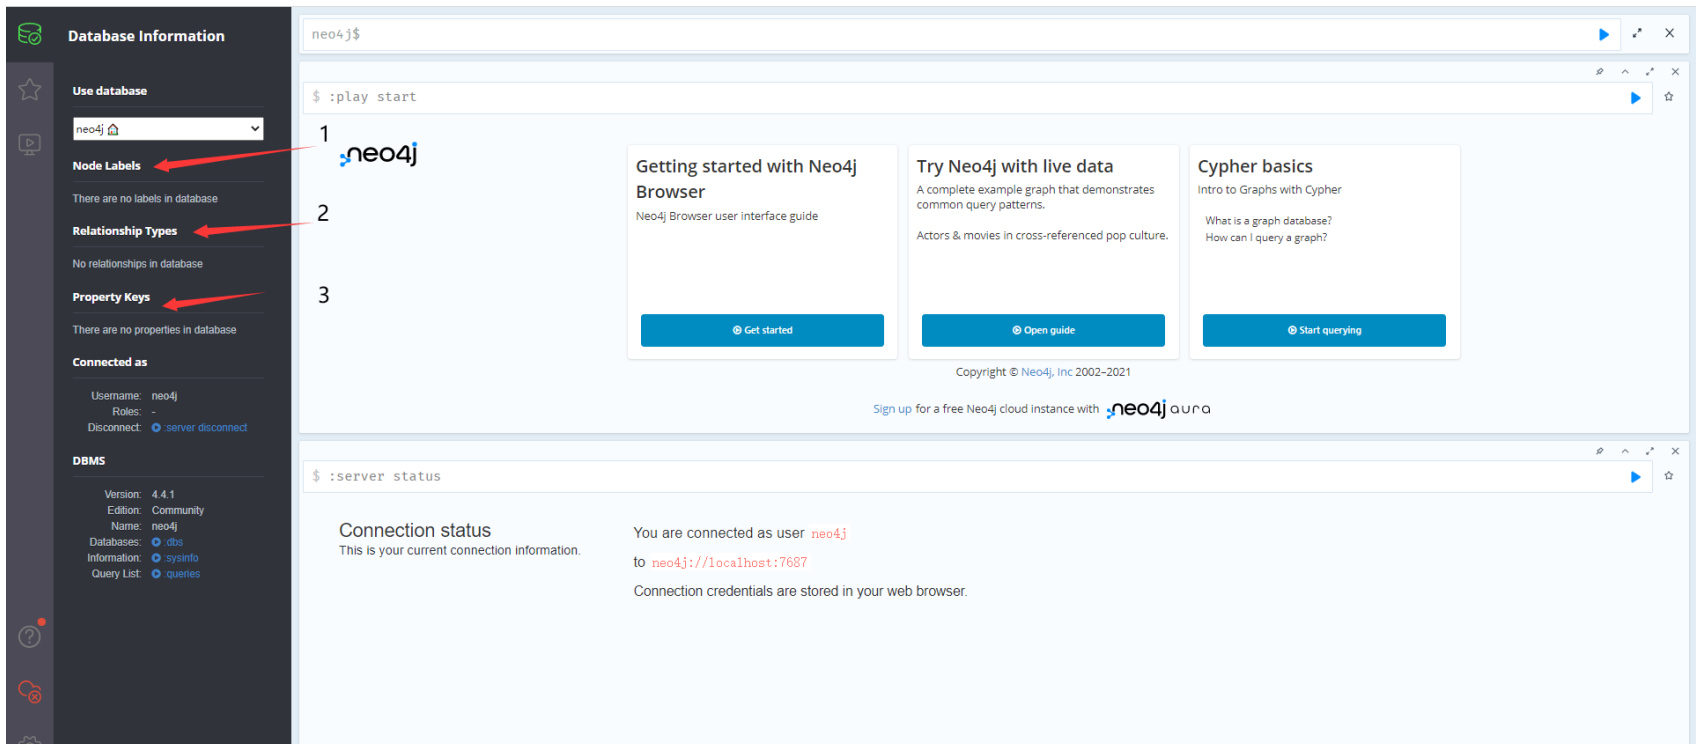 Database Information
Use database
neo4j
Node Labels
There are no labels in database
Relationship Types
No relationships in database
Property Keys
There are no properties in database
Connected as
Username: neo4j
Roles: -
Disconnect: :server disconnect
DBMS
Version: 4.4.1
Edition: Community
Name: neo4j
Databases: :dbs
Information: :sysinfo
Query List: :queries
neo4j$
$ :play start
1
neo4j
2
3
Getting started with Neo4j
Browser
Neo4j Browser user interface guide
Get started
Try Neo4j with live data
A complete example graph that demonstrates
common query patterns.
Actors & movies in cross-referenced pop culture.
Open guide
Cypher basics
Intro to Graphs with Cypher
What is a graph database?
How can I query a graph?
Start querying
Copyright © Neo4j, Inc 2002–2021
Sign up for a free Neo4j cloud instance with neo4j aura
$ :server status
Connection status
This is your current connection information.
You are connected as user neo4j
to neo4j://localhost:7687
Connection credentials are stored in your web browser.